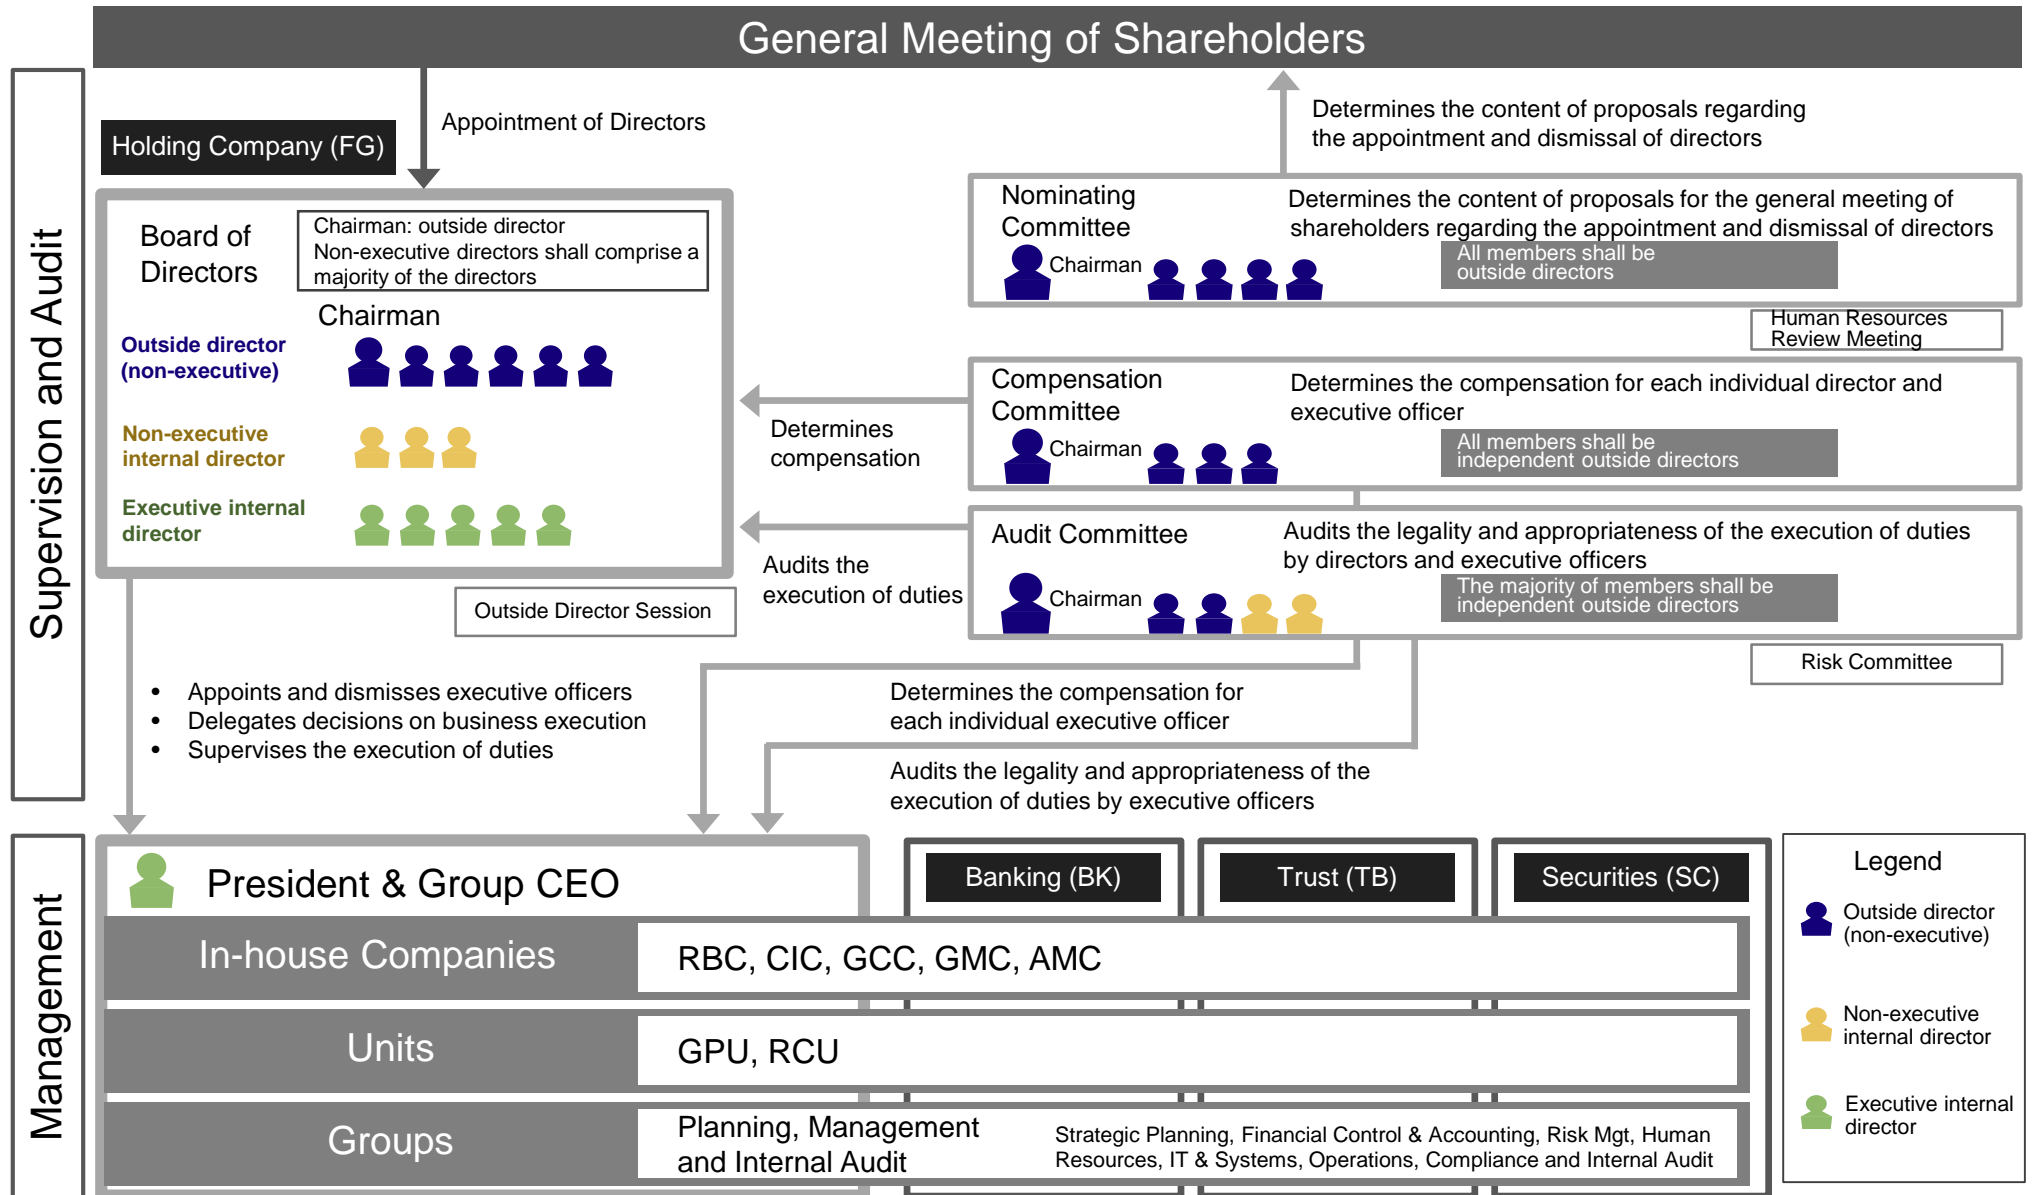 General Meeting of Shareholders
Supervision and Audit
Holding Company (FG)
Appointment of Directors
Determines the content of proposals regarding
the appointment and dismissal of directors
Board of
Directors
Chairman: outside director
Non-executive directors shall comprise a
majority of the directors
Chairman
Outside director
(non-executive)
Non-executive
internal director
Executive internal
director
Outside Director Session
Nominating
Committee
Chairman
Determines the content of proposals for the general meeting of
shareholders regarding the appointment and dismissal of directors
All members shall be
outside directors
Human Resources
Review Meeting
Determines
compensation
Compensation
Committee
Chairman
Determines the compensation for each individual director and
executive officer
All members shall be
independent outside directors
Audits the
execution of duties
Audit Committee
Chairman
Audits the legality and appropriateness of the execution of duties
by directors and executive officers
The majority of members shall be
independent outside directors
Risk Committee
• Appoints and dismisses executive officers
• Delegates decisions on business execution
• Supervises the execution of duties
Determines the compensation for
each individual executive officer
Audits the legality and appropriateness of the
execution of duties by executive officers
Management
President & Group CEO
Banking (BK)
Trust (TB)
Securities (SC)
In-house Companies
RBC, CIC, GCC, GMC, AMC
Units
GPU, RCU
Groups
Planning, Management
and Internal Audit
Strategic Planning, Financial Control & Accounting, Risk Mgt, Human
Resources, IT & Systems, Operations, Compliance and Internal Audit
Legend
Outside director
(non-executive)
Non-executive
internal director
Executive internal
director